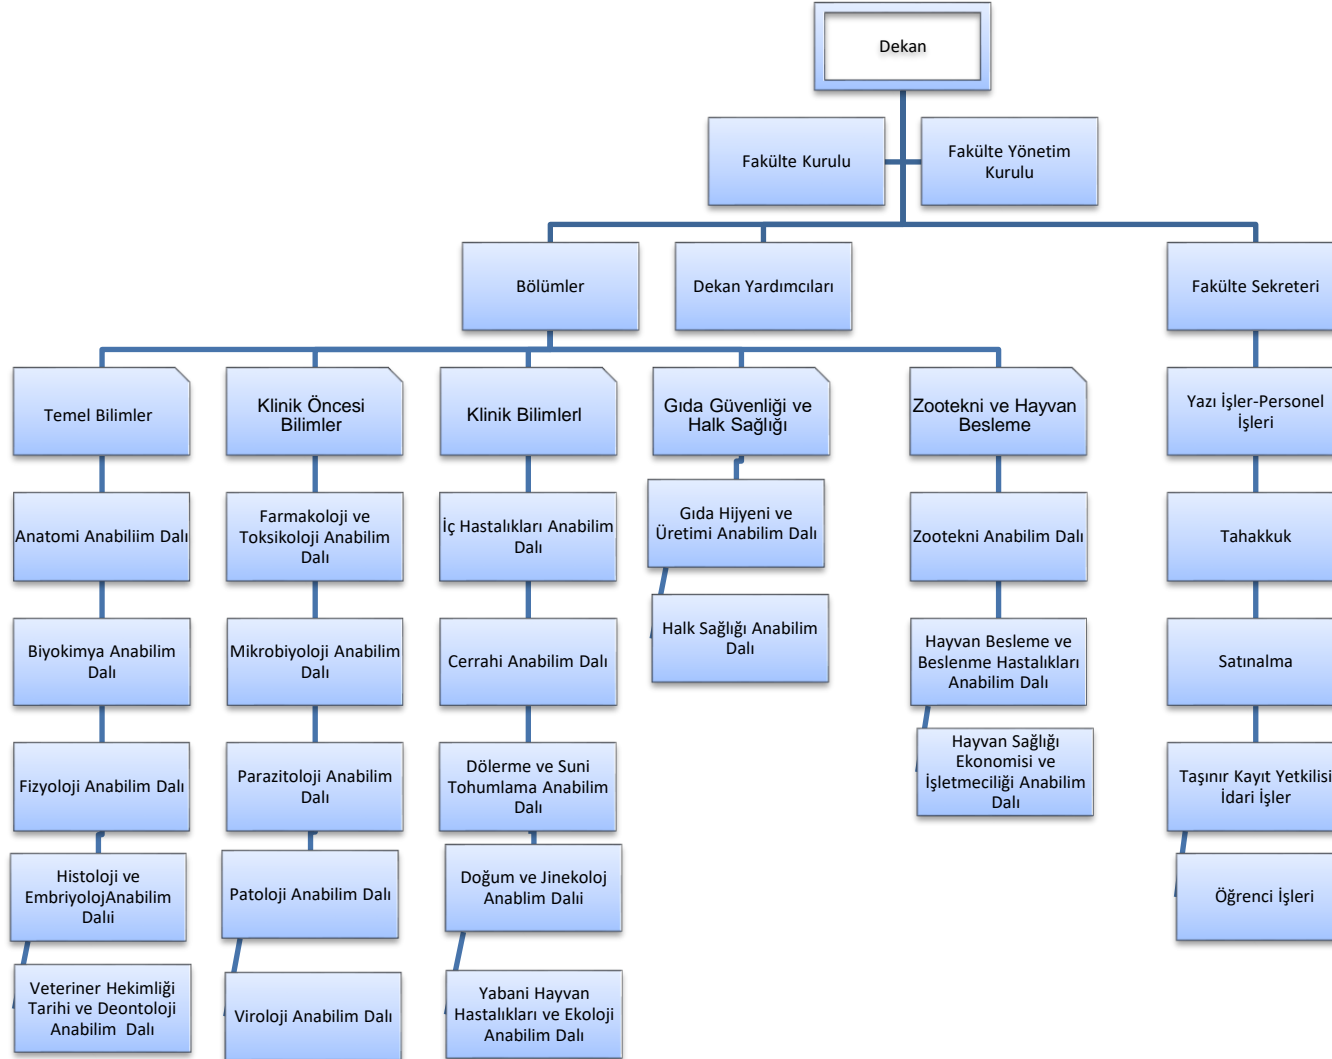 Dekan
Fakülte Kurulu
Fakülte Yönetim
Kurulu
Bölümler
Dekan Yardımcıları
Fakülte Sekreteri
Temel Bilimler
Klinik Öncesi
Bilimler
Klinik Bilimlerl
Gıda Güvenliği ve
Halk Sağlığı
Zootekni ve Hayvan
Besleme
Yazı İşler-Personel
İşleri
Anatomi Anabiliim Dalı
Farmakoloji ve
Toksikoloji Anabilim
Dalı
İç Hastalıkları Anabilim
Dalı
Gıda Hijyeni ve
Üretimi Anabilim Dalı
Zootekni Anabilim Dalı
Tahakkuk
Biyokimya Anabilim
Dalı
Mikrobiyoloji Anabilim
Dalı
Cerrahi Anabilim Dalı
Halk Sağlığı Anabilim
Dalı
Hayvan Besleme ve
Beslenme Hastalıkları
Anabilim Dalı
Satınalma
Fizyoloji Anabilim Dalı
Parazitoloji Anabilim
Dalı
Dölerme ve Suni
Tohumlama Anabilim
Dalı
Hayvan Sağlığı
Ekonomisi ve
İşletmeciliği Anabilim
Dalı
Taşınır Kayıt Yetkilisi
İdari İşler
Histoloji ve
EmbriyolojAnabilim
Dalıi
Patoloji Anabilim Dalı
Doğum ve Jinekoloj
Anablim Dalıi
Öğrenci İşleri
Veteriner Hekimliği
Tarihi ve Deontoloji
Anabilim Dalı
Viroloji Anabilim Dalı
Yabani Hayvan
Hastalıkları ve Ekoloji
Anabilim Dalı